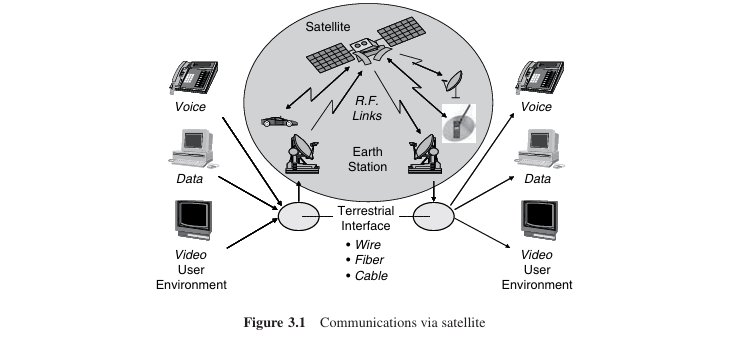 Satellite
Voice
R.F.
Links
Voice
Data
Earth
Station
Data
Terrestrial
Interface
• Wire
• Fiber
• Cable
Video
User
Environment
Video
User
Environment
Figure 3.1 Communications via satellite